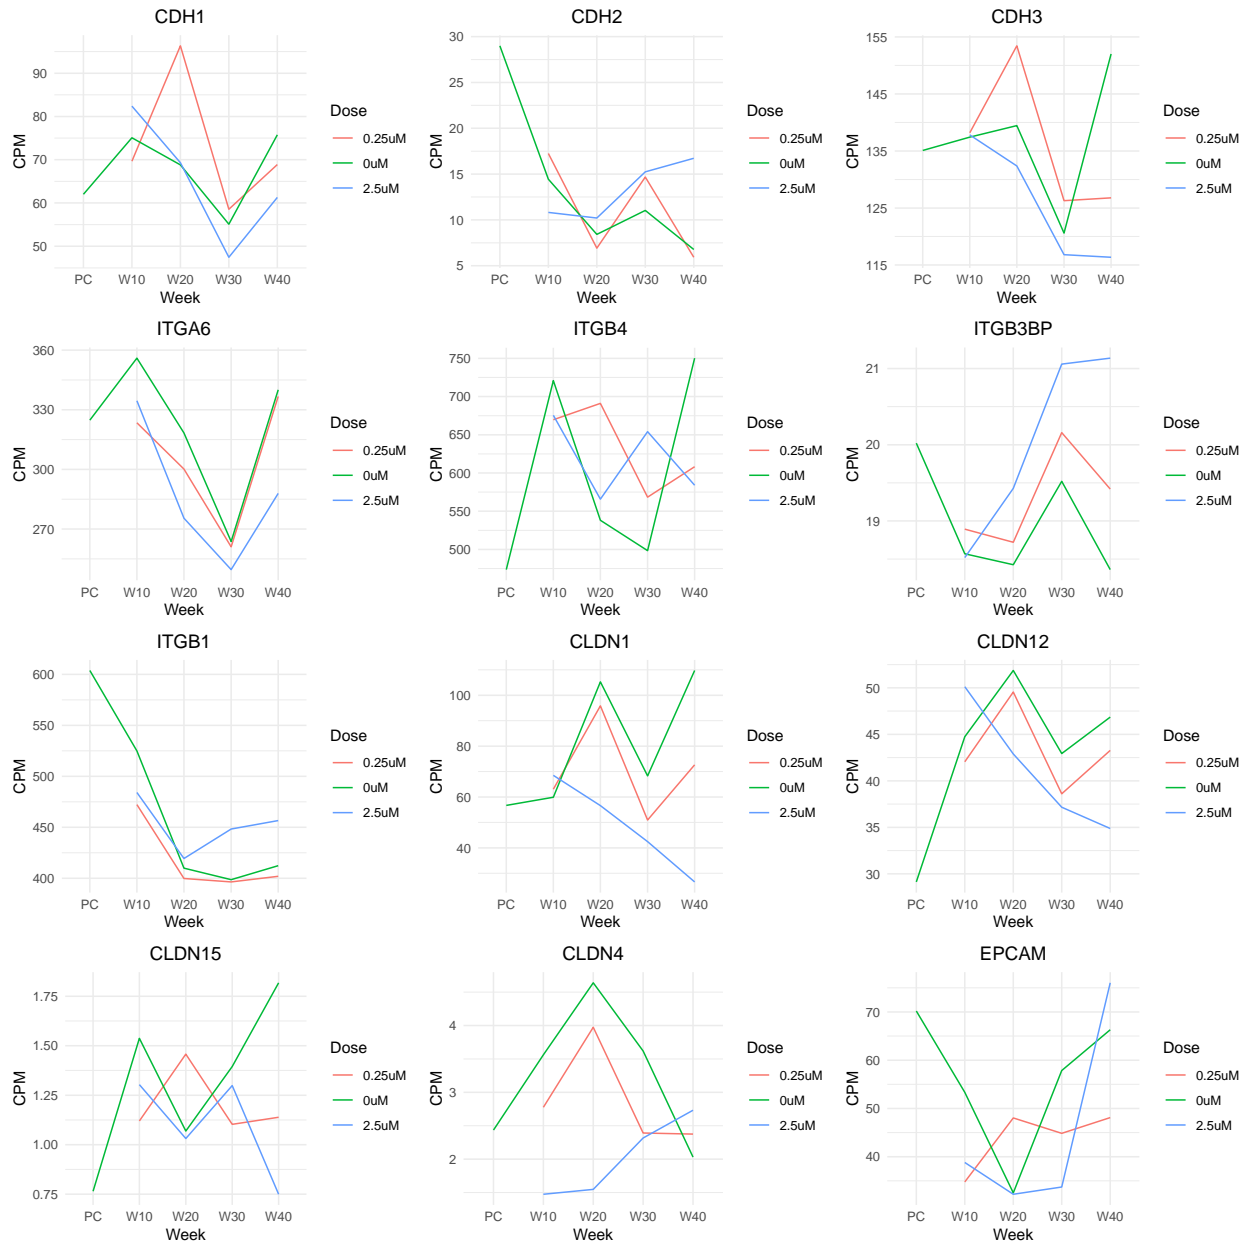 CDH1
CPM
90
80
70
60
50
PC W10 W20 W30 W40
Week
Dose
0.25uM
0uM
2.5uM
CDH2
CPM
30
25
20
15
10
5
PC W10 W20 W30 W40
Week
Dose
0.25uM
0uM
2.5uM
CDH3
CPM
155
145
135
125
115
PC W10 W20 W30 W40
Week
Dose
0.25uM
0uM
2.5uM
ITGA6
CPM
360
330
300
270
PC W10 W20 W30 W40
Week
Dose
0.25uM
0uM
2.5uM
ITGB4
CPM
750
700
650
600
550
500
PC W10 W20 W30 W40
Week
Dose
0.25uM
0uM
2.5uM
ITGB3BP
CPM
21
20
19
PC W10 W20 W30 W40
Week
Dose
0.25uM
0uM
2.5uM
ITGB1
CPM
600
550
500
450
400
PC W10 W20 W30 W40
Week
Dose
0.25uM
0uM
2.5uM
CLDN1
CPM
100
80
60
40
PC W10 W20 W30 W40
Week
Dose
0.25uM
0uM
2.5uM
CLDN12
CPM
50
45
40
35
30
PC W10 W20 W30 W40
Week
Dose
0.25uM
0uM
2.5uM
CLDN15
CPM
1.75
1.50
1.25
1.00
0.75
PC W10 W20 W30 W40
Week
Dose
0.25uM
0uM
2.5uM
CLDN4
CPM
4
3
2
PC W10 W20 W30 W40
Week
Dose
0.25uM
0uM
2.5uM
EPCAM
CPM
70
60
50
40
PC W10 W20 W30 W40
Week
Dose
0.25uM
0uM
2.5uM